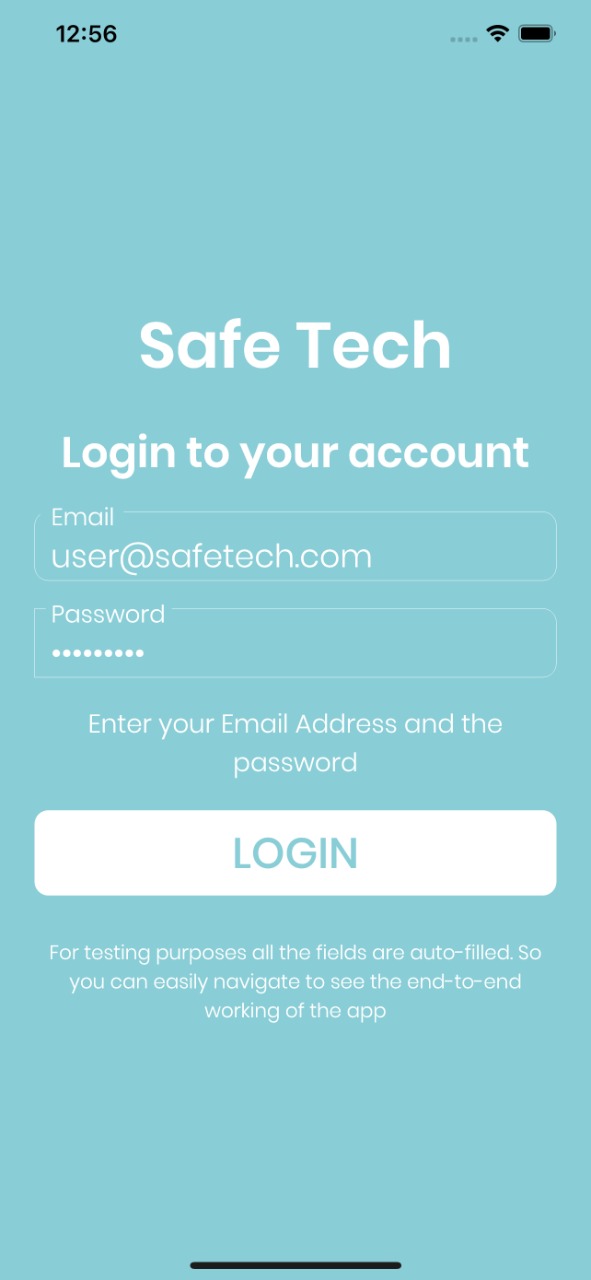 12:56
Safe Tech
Login to your account
Email
user@safetech.com
Password
•••••••••
Enter your Email Address and the
password
LOGIN
For testing purposes all the fields are auto-filled. So
you can easily navigate to see the end-to-end
working of the app